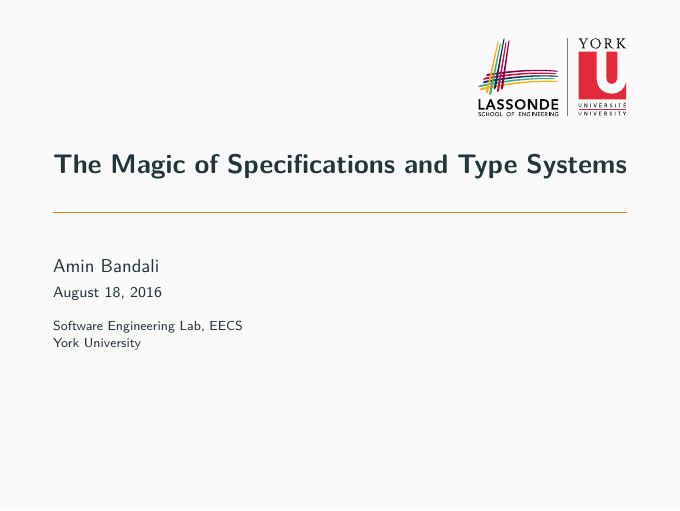 LASSONDE
SCHOOL OF ENGINEERING
YORK
U
UNIVERSITÉ
UNIVERSITY
The Magic of Specifications and Type Systems
Amin Bandali
August 18, 2016
Software Engineering Lab, EECS
York University